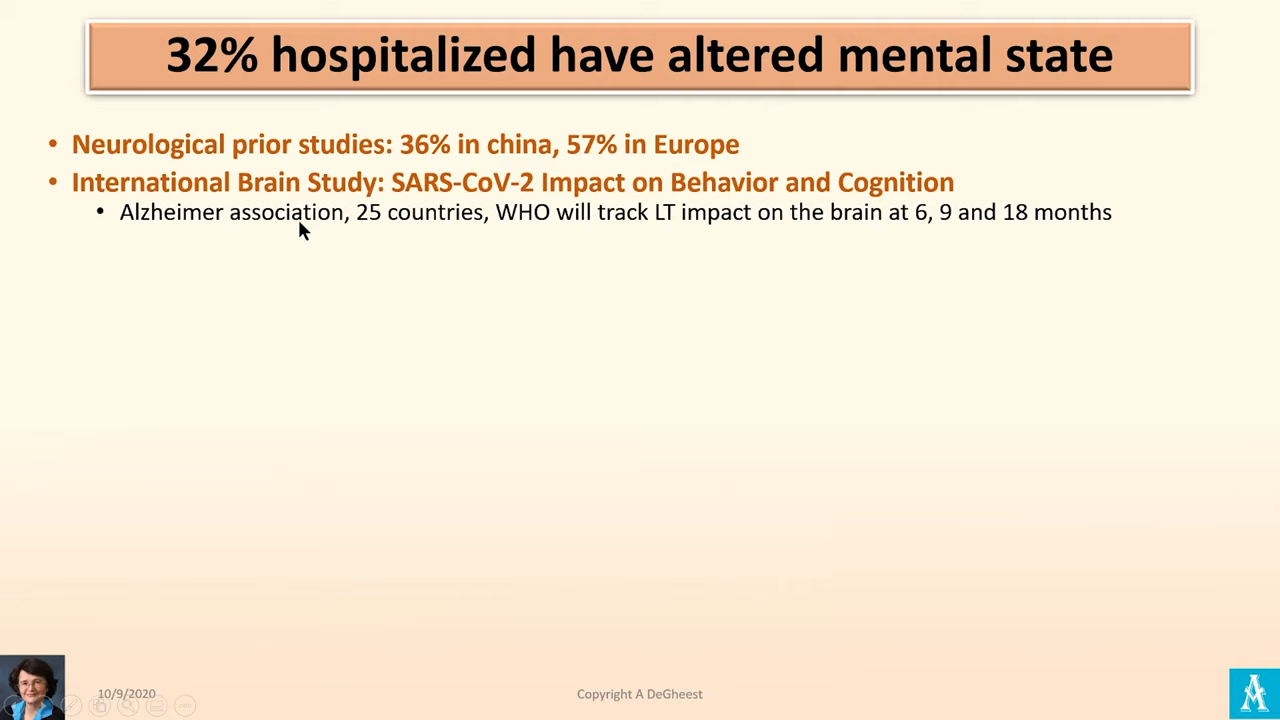 32% hospitalized have altered mental state
• Neurological prior studies: 36% in china, 57% in Europe
• International Brain Study: SARS-CoV-2 Impact on Behavior and Cognition
• Alzheimer association, 25 countries, WHO will track LT impact on the brain at 6, 9 and 18 months
10/9/2020
Copyright A DeGheest
A